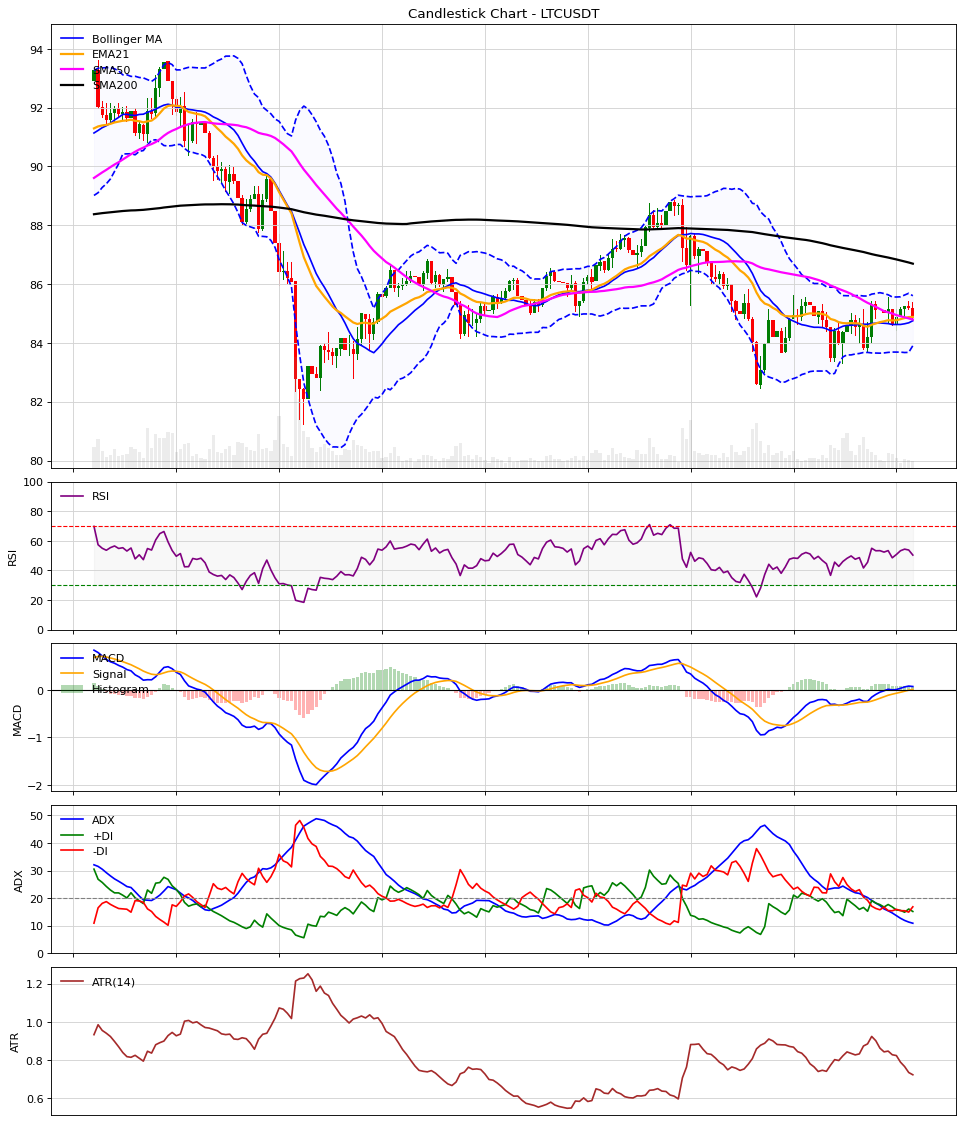 Candlestick Chart - LTCUSDT
Bollinger MA
EMA21
SMA50
SMA200
94
92
90
88
86
84
82
80
RSI
RSI
100
80
60
40
20
0
MACD
Signal
Histogram
MACD
0
−1
−2
ADX
+DI
-DI
ADX
50
40
30
20
10
0
ATR(14)
ATR
1.2
1.0
0.8
0.6